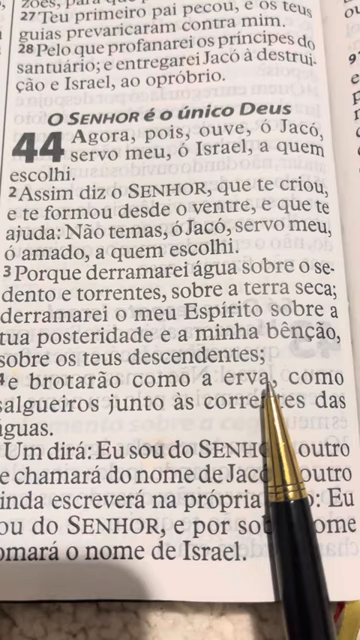 zões, para que
27 Teu primeiro pai pecou, e os teus
guias prevaricaram contra mim.
28 Pelo que profanarei os príncipes do
santuário; e entregarei Jacó à destrui-
ção e Israel, ao opróbrio.
O SENHOR é o único Deus
44 Agora, pois, ouve, ó Jacó,
servo meu, ó Israel, a quem
escolhi.
2 Assim diz o SENHOR, que te criou,
e te formou desde o ventre, e que te
ajuda: Não temas, ó Jacó, servo meu,
ó amado, a quem escolhi.
3 Porque derramarei água sobre o se-
dento e torrentes, sobre a terra seca;
derramarei o meu Espírito sobre a
tua posteridade e a minha bênção,
sobre os teus descendentes;
4 e brotarão como a erva, como
salgueiros junto às correntes das
águas.
Um dirá: Eu sou do SENHO outro
e chamará do nome de Jacó outro
inda escreverá na própria o: Eu
ou do SENHOR, e por sob ome
omará o nome de Israel.